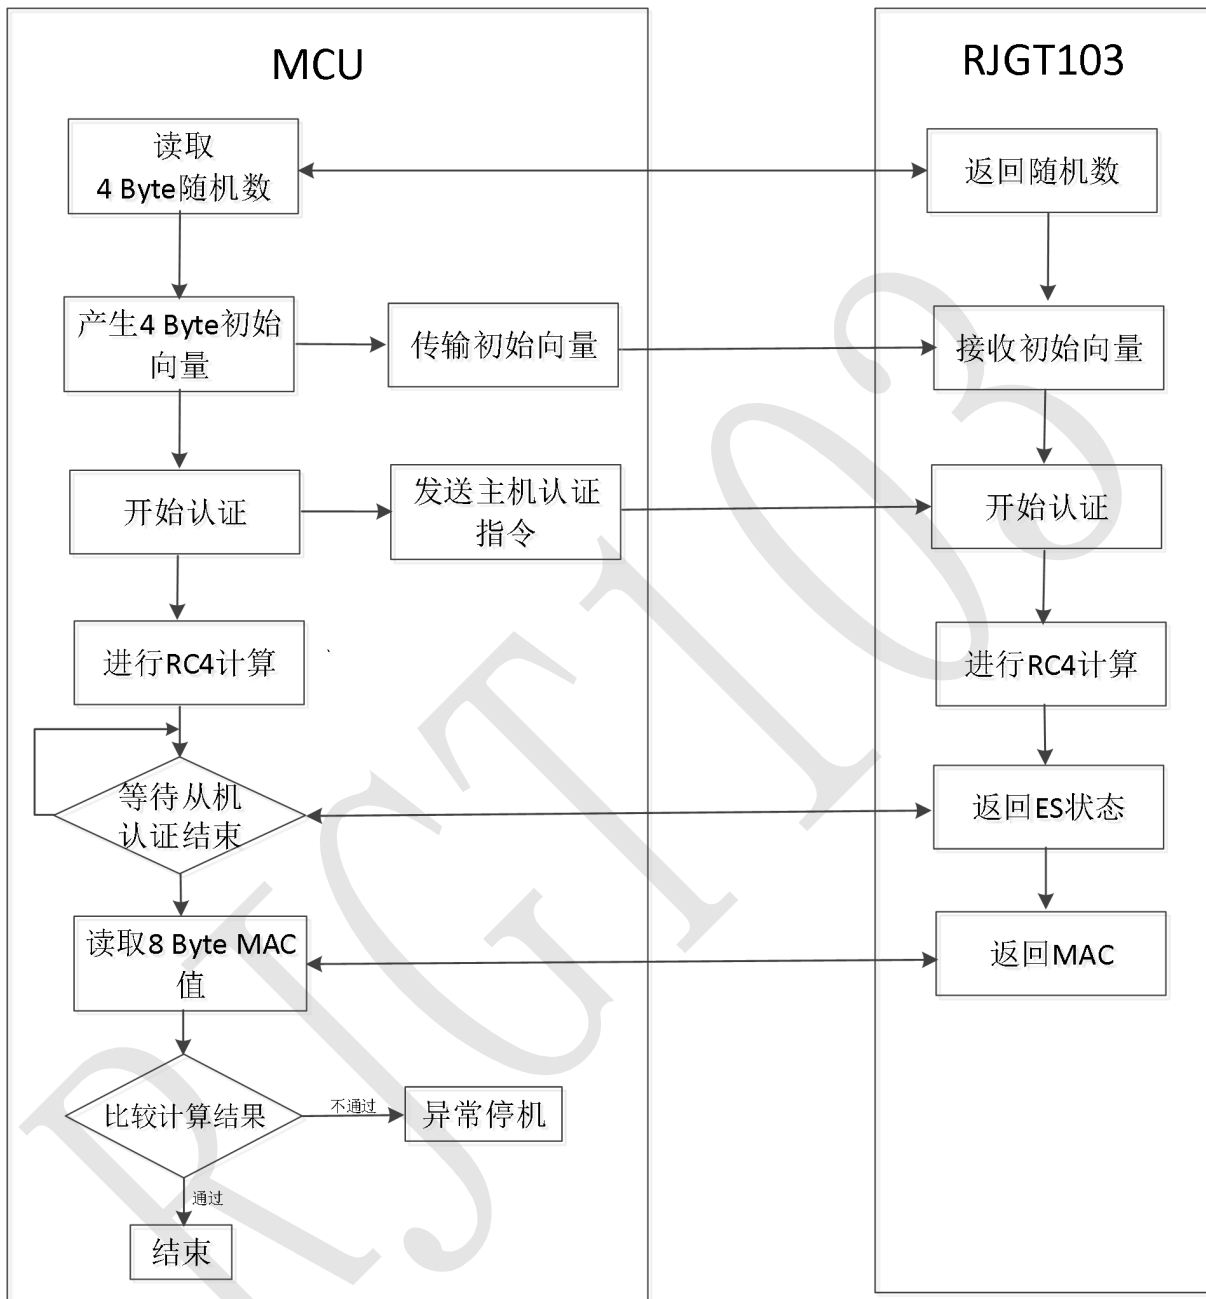 MCU
读取
4 Byte随机数
产生4 Byte初始
向量
传输初始向量
开始认证
发送主机认证
指令
进行RC4计算
等待从机
认证结束
读取8 Byte MAC
值
比较计算结果
不通过
异常停机
通过
结束
RJGT103
返回随机数
接收初始向量
开始认证
进行RC4计算
返回ES状态
返回MAC
RJGT103